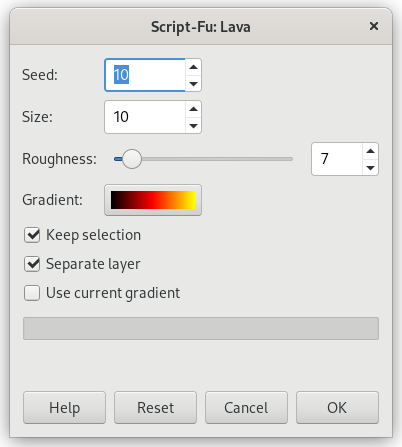 Script-Fu: Lava
Seed: 10
Size: 10
Roughness: 7
Gradient:
Keep selection
Separate layer
Use current gradient
Help Reset Cancel OK